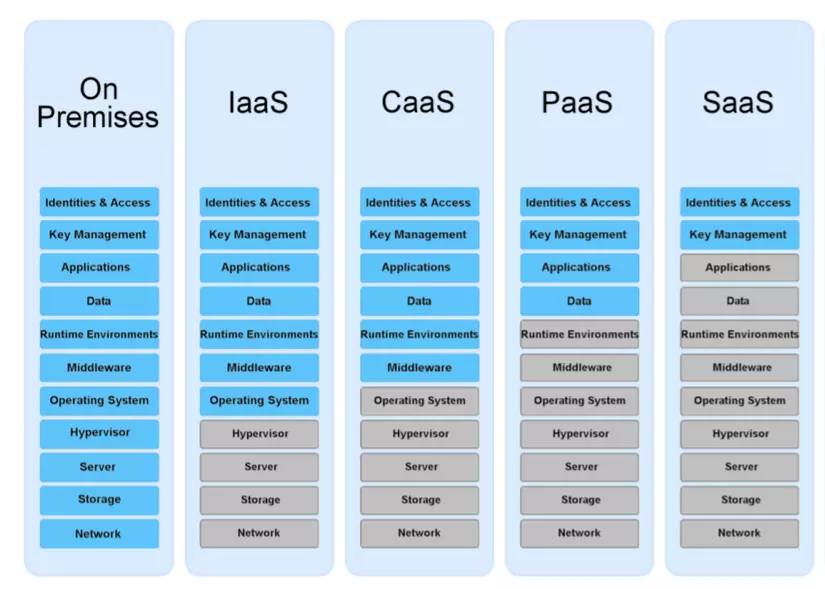 On
Premises
IaaS
CaaS
PaaS
SaaS
Identities & Access
Key Management
Applications
Data
Runtime Environments
Middleware
Operating System
Hypervisor
Server
Storage
Network
Identities & Access
Key Management
Applications
Data
Runtime Environments
Middleware
Operating System
Hypervisor
Server
Storage
Network
Identities & Access
Key Management
Applications
Data
Runtime Environments
Middleware
Operating System
Hypervisor
Server
Storage
Network
Identities & Access
Key Management
Applications
Data
Runtime Environments
Middleware
Operating System
Hypervisor
Server
Storage
Network
Identities & Access
Key Management
Applications
Data
Runtime Environments
Middleware
Operating System
Hypervisor
Server
Storage
Network